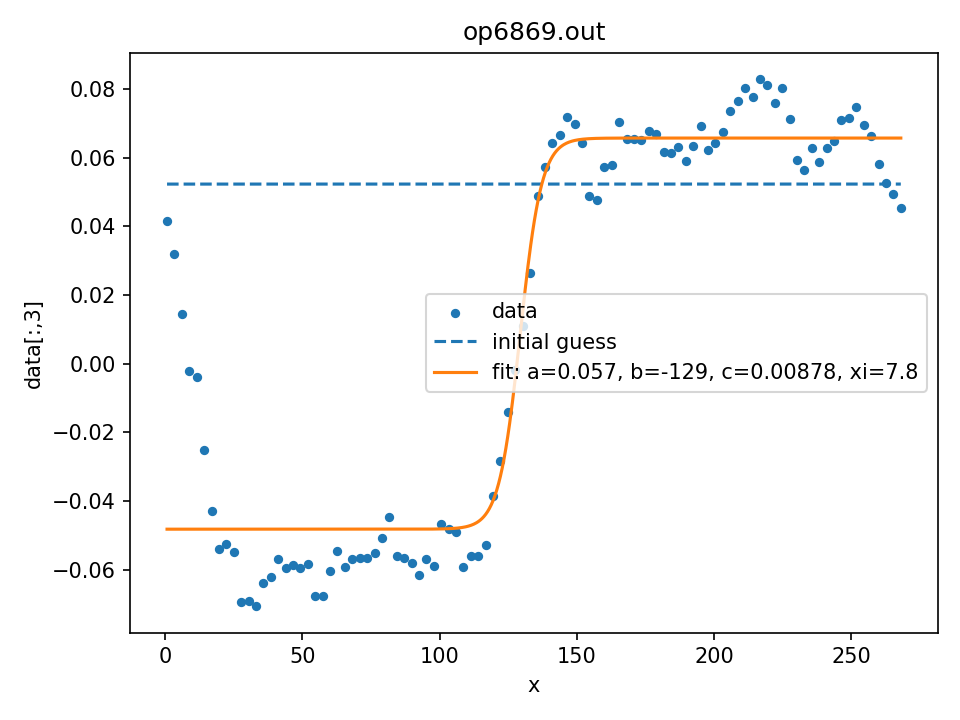 op6869.out
0.08
0.06
0.04
0.02
0.00
−0.02
−0.04
−0.06
data[:,3]
data
initial guess
fit: a=0.057, b=-129, c=0.00878, xi=7.8
0 50 100 150 200 250
x